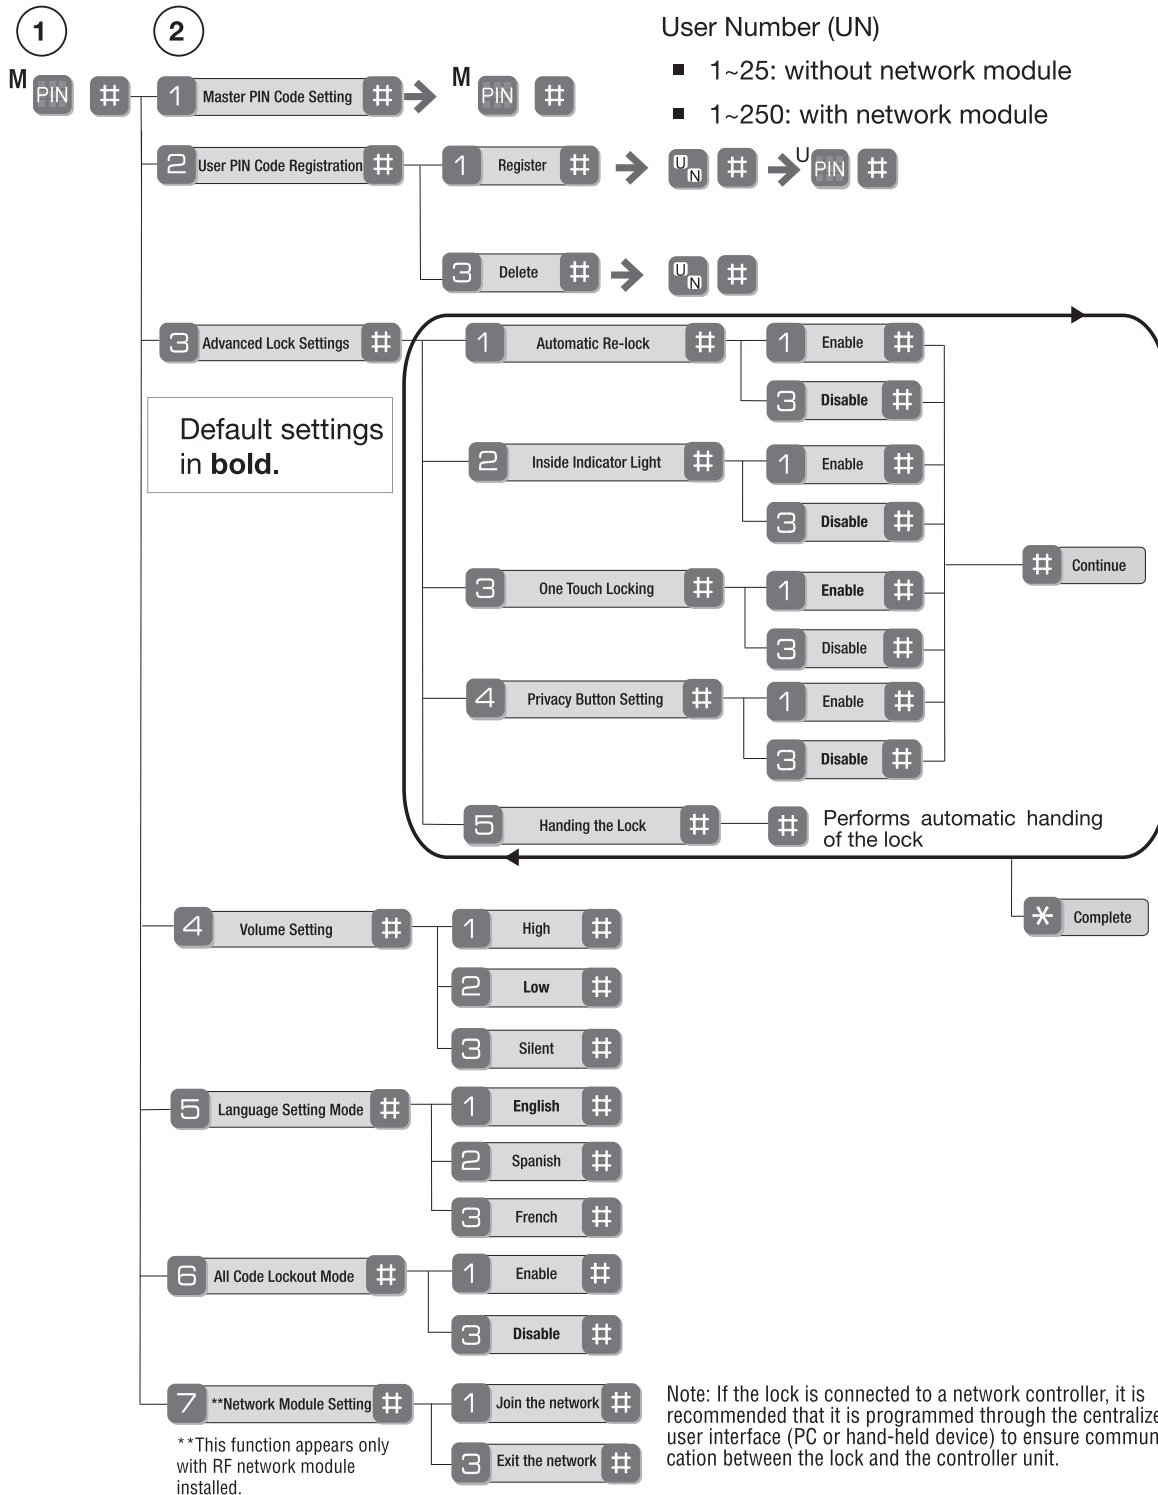 1
2
User Number (UN)
■ 1~25: without network module
■ 1~250: with network module
M PIN # 1 Master PIN Code Setting # M PIN #
2 User PIN Code Registration # 1 Register # UN # U PIN #
3 Delete # UN #
3 Advanced Lock Settings # 1 Automatic Re-lock # 1 Enable #
3 Disable #
Default settings
in bold.
2 Inside Indicator Light # 1 Enable #
3 Disable #
# Continue
3 One Touch Locking # 1 Enable #
3 Disable #
4 Privacy Button Setting # 1 Enable #
3 Disable #
5 Handing the Lock # # Performs automatic handing
of the lock
* Complete
4 Volume Setting # 1 High #
2 Low #
3 Silent #
5 Language Setting Mode # 1 English #
2 Spanish #
3 French #
6 All Code Lockout Mode # 1 Enable #
3 Disable #
7 **Network Module Setting # 1 Join the network #
3 Exit the network #
**This function appears only
with RF network module
installed.
Note: If the lock is connected to a network controller, it is
recommended that it is programmed through the centralize
user interface (PC or hand-held device) to ensure commun
cation between the lock and the controller unit.